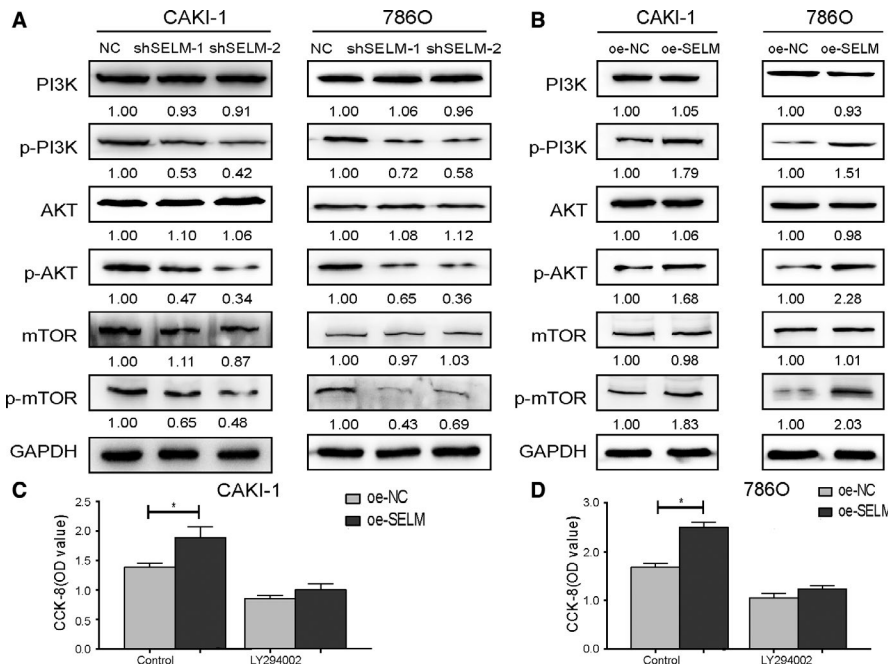 A CAKI-1 786O
NC shSELM-1 shSELM-2 NC shSELM-1 shSELM-2
PI3K
1.00 0.93 0.91 1.00 1.06 0.96
p-PI3K
1.00 0.53 0.42 1.00 0.72 0.58
AKT
1.00 1.10 1.06 1.00 1.08 1.12
p-AKT
1.00 0.47 0.34 1.00 0.65 0.36
mTOR
1.00 1.11 0.87 1.00 0.97 1.03
p-mTOR
1.00 0.65 0.48 1.00 0.43 0.69
GAPDH
B CAKI-1 786O
oe-NC oe-SELM oe-NC oe-SELM
PI3K
1.00 1.05 1.00 0.93
p-PI3K
1.00 1.79 1.00 1.51
AKT
1.00 1.06 1.00 0.98
p-AKT
1.00 1.68 1.00 2.28
mTOR
1.00 0.98 1.00 1.01
p-mTOR
1.00 1.83 1.00 2.03
GAPDH
C CAKI-1
CCK-8(OD value)
2.5
2.0
1.5
1.0
0.5
0.0
*
oe-NC
oe-SELM
Control LY294002
D 786O
CCK-8(OD value)
3.0
2.0
1.0
0.0
*
oe-NC
oe-SELM
Control LY294002